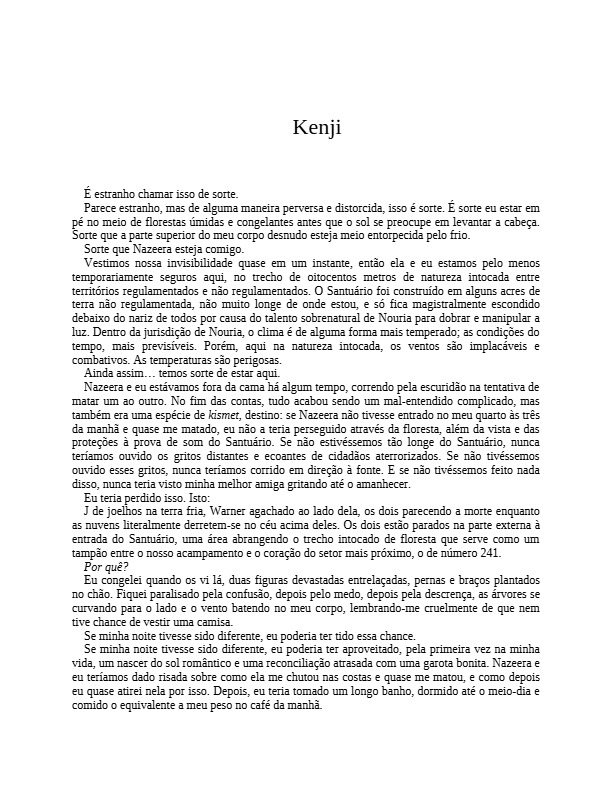 Kenji
É estranho chamar isso de sorte.
Parece estranho, mas de alguma maneira perversa e distorcida, isso é sorte. É sorte eu estar em
pé no meio de florestas úmidas e congelantes antes que o sol se preocupe em levantar a cabeça.
Sorte que a parte superior do meu corpo desnudo esteja meio entorpecida pelo frio.
Sorte que Nazeera esteja comigo.
Vestimos nossa invisibilidade quase em um instante, então ela e eu estamos pelo menos
temporariamente seguros aqui, no trecho de oitocentos metros de natureza intocada entre
territórios regulamentados e não regulamentados. O Santuário foi construído em alguns acres de
terra não regulamentada, não muito longe de onde estou, e só fica magistralmente escondido
debaixo do nariz de todos por causa do talento sobrenatural de Nouria para dobrar e manipular a
luz. Dentro da jurisdição de Nouria, o clima é de alguma forma mais temperado; as condições do
tempo, mais previsíveis. Porém, aqui na natureza intocada, os ventos são implacáveis e
combativos. As temperaturas são perigosas.
Ainda assim… temos sorte de estar aqui.
Nazeera e eu estávamos fora da cama há algum tempo, correndo pela escuridão na tentativa de
matar um ao outro. No fim das contas, tudo acabou sendo um mal-entendido complicado, mas
também era uma espécie de kismet, destino: se Nazeera não tivesse entrado no meu quarto às três
da manhã e quase me matado, eu não a teria perseguido através da floresta, além da vista e das
proteções à prova de som do Santuário. Se não estivéssemos tão longe do Santuário, nunca
teríamos ouvido os gritos distantes e ecoantes de cidadãos aterrorizados. Se não tivéssemos
ouvido esses gritos, nunca teríamos corrido em direção à fonte. E se não tivéssemos feito nada
disso, nunca teria visto minha melhor amiga gritando até o amanhecer.
Eu teria perdido isso. Isto:
J de joelhos na terra fria, Warner agachado ao lado dela, os dois parecendo a morte enquanto
as nuvens literalmente derretem-se no céu acima deles. Os dois estão parados na parte externa à
entrada do Santuário, uma área abrangendo o trecho intocado de floresta que serve como um
tampão entre o nosso acampamento e o coração do setor mais próximo, o de número 241.
Por quê?
Eu congelei quando os vi lá, duas figuras devastadas entrelaçadas, pernas e braços plantados
no chão. Fiquei paralisado pela confusão, depois pelo medo, depois pela descrença, as árvores se
curvando para o lado e o vento batendo no meu corpo, lembrando-me cruelmente de que nem
tive chance de vestir uma camisa.
Se minha noite tivesse sido diferente, eu poderia ter tido essa chance.
Se minha noite tivesse sido diferente, eu poderia ter aproveitado, pela primeira vez na minha
vida, um nascer do sol romântico e uma reconciliação atrasada com uma garota bonita. Nazeera e
eu teríamos dado risada sobre como ela me chutou nas costas e quase me matou, e como depois
eu quase atirei nela por isso. Depois, eu teria tomado um longo banho, dormido até o meio-dia e
comido o equivalente a meu peso no café da manhã.